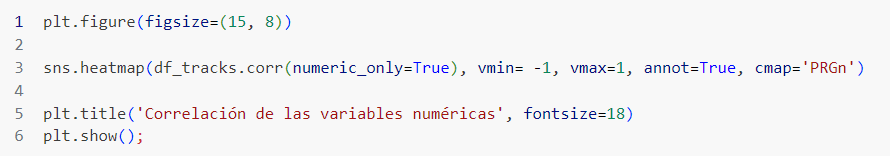 1 plt.figure(figsize=(15, 8))
2
3 sns.heatmap(df_tracks.corr(numeric_only=True), vmin= -1, vmax=1, annot=True, cmap='PRGn')
4
5 plt.title('Correlación de las variables numéricas', fontsize=18)
6 plt.show();